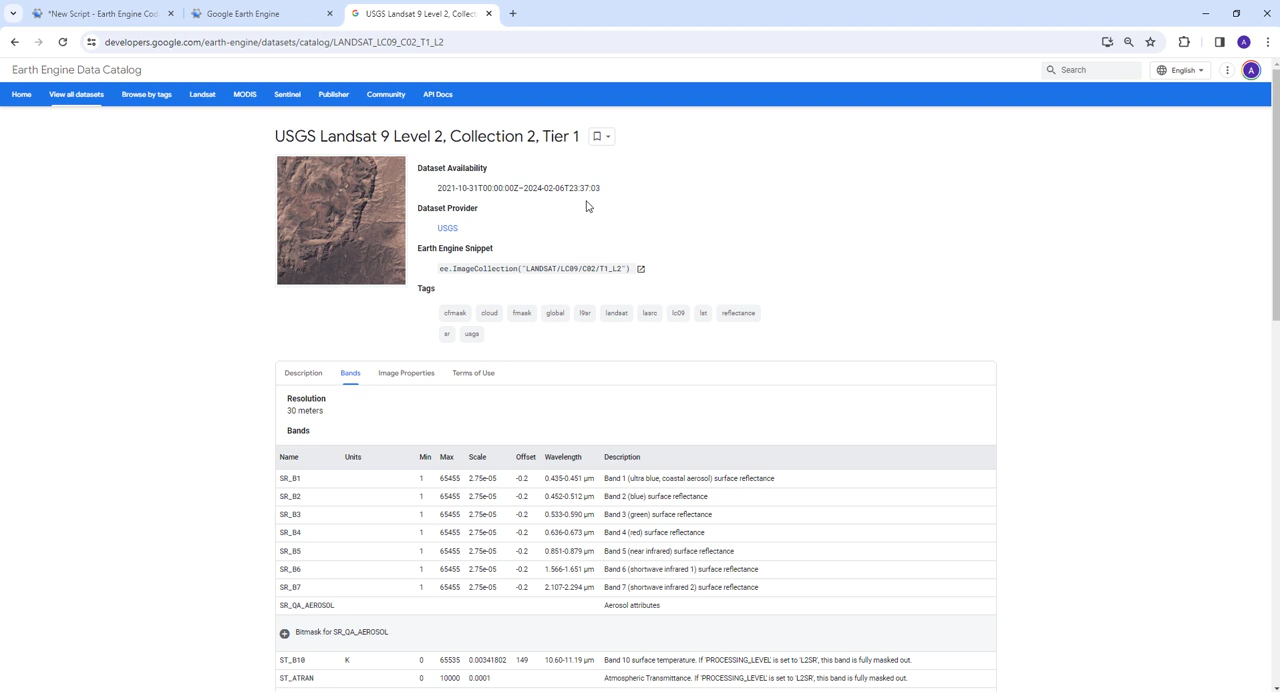 *New Script - Earth Engine Cod
Google Earth Engine
USGS Landsat 9 Level 2, Collect
developers.google.com/earth-engine/datasets/catalog/LANDSAT_LC09_C02_T1_L2
A
Earth Engine Data Catalog
Search
English
A
Home View all datasets Browse by tags Landsat MODIS Sentinel Publisher Community API Docs
USGS Landsat 9 Level 2, Collection 2, Tier 1
Dataset Availability
2021-10-31T00:00:00Z–2024-02-06T23:37:03
Dataset Provider
USGS
Earth Engine Snippet
ee.ImageCollection("LANDSAT/LC09/C02/T1_L2")
Tags
cfmask cloud fmask global l9sr landsat lasrc lc09 lst reflectance
sr usgs
Description Bands Image Properties Terms of Use
Resolution
30 meters
Bands
Name Units Min Max Scale Offset Wavelength Description
SR_B1 1 65455 2.75e-05 -0.2 0.435-0.451 μm Band 1 (ultra blue, coastal aerosol) surface reflectance
SR_B2 1 65455 2.75e-05 -0.2 0.452-0.512 μm Band 2 (blue) surface reflectance
SR_B3 1 65455 2.75e-05 -0.2 0.533-0.590 μm Band 3 (green) surface reflectance
SR_B4 1 65455 2.75e-05 -0.2 0.636-0.673 μm Band 4 (red) surface reflectance
SR_B5 1 65455 2.75e-05 -0.2 0.851-0.879 μm Band 5 (near infrared) surface reflectance
SR_B6 1 65455 2.75e-05 -0.2 1.566-1.651 μm Band 6 (shortwave infrared 1) surface reflectance
SR_B7 1 65455 2.75e-05 -0.2 2.107-2.294 μm Band 7 (shortwave infrared 2) surface reflectance
SR_QA_AEROSOL Aerosol attributes
Bitmask for SR_QA_AEROSOL
ST_B10 K 0 65535 0.00341802 149 10.60-11.19 μm Band 10 surface temperature. If 'PROCESSING_LEVEL' is set to 'L2SR', this band is fully masked out.
ST_ATRAN 0 10000 0.0001 Atmospheric Transmittance. If 'PROCESSING_LEVEL' is set to 'L2SR', this band is fully masked out.